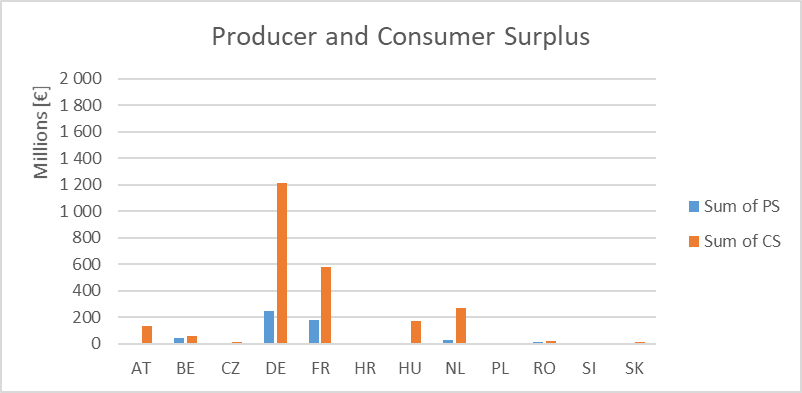 Producer and Consumer Surplus
Millions [€]
2 000
1 800
1 600
1 400
1 200
1 000
800
600
400
200
0
AT BE CZ DE FR HR HU NL PL RO SI SK
Sum of PS
Sum of CS